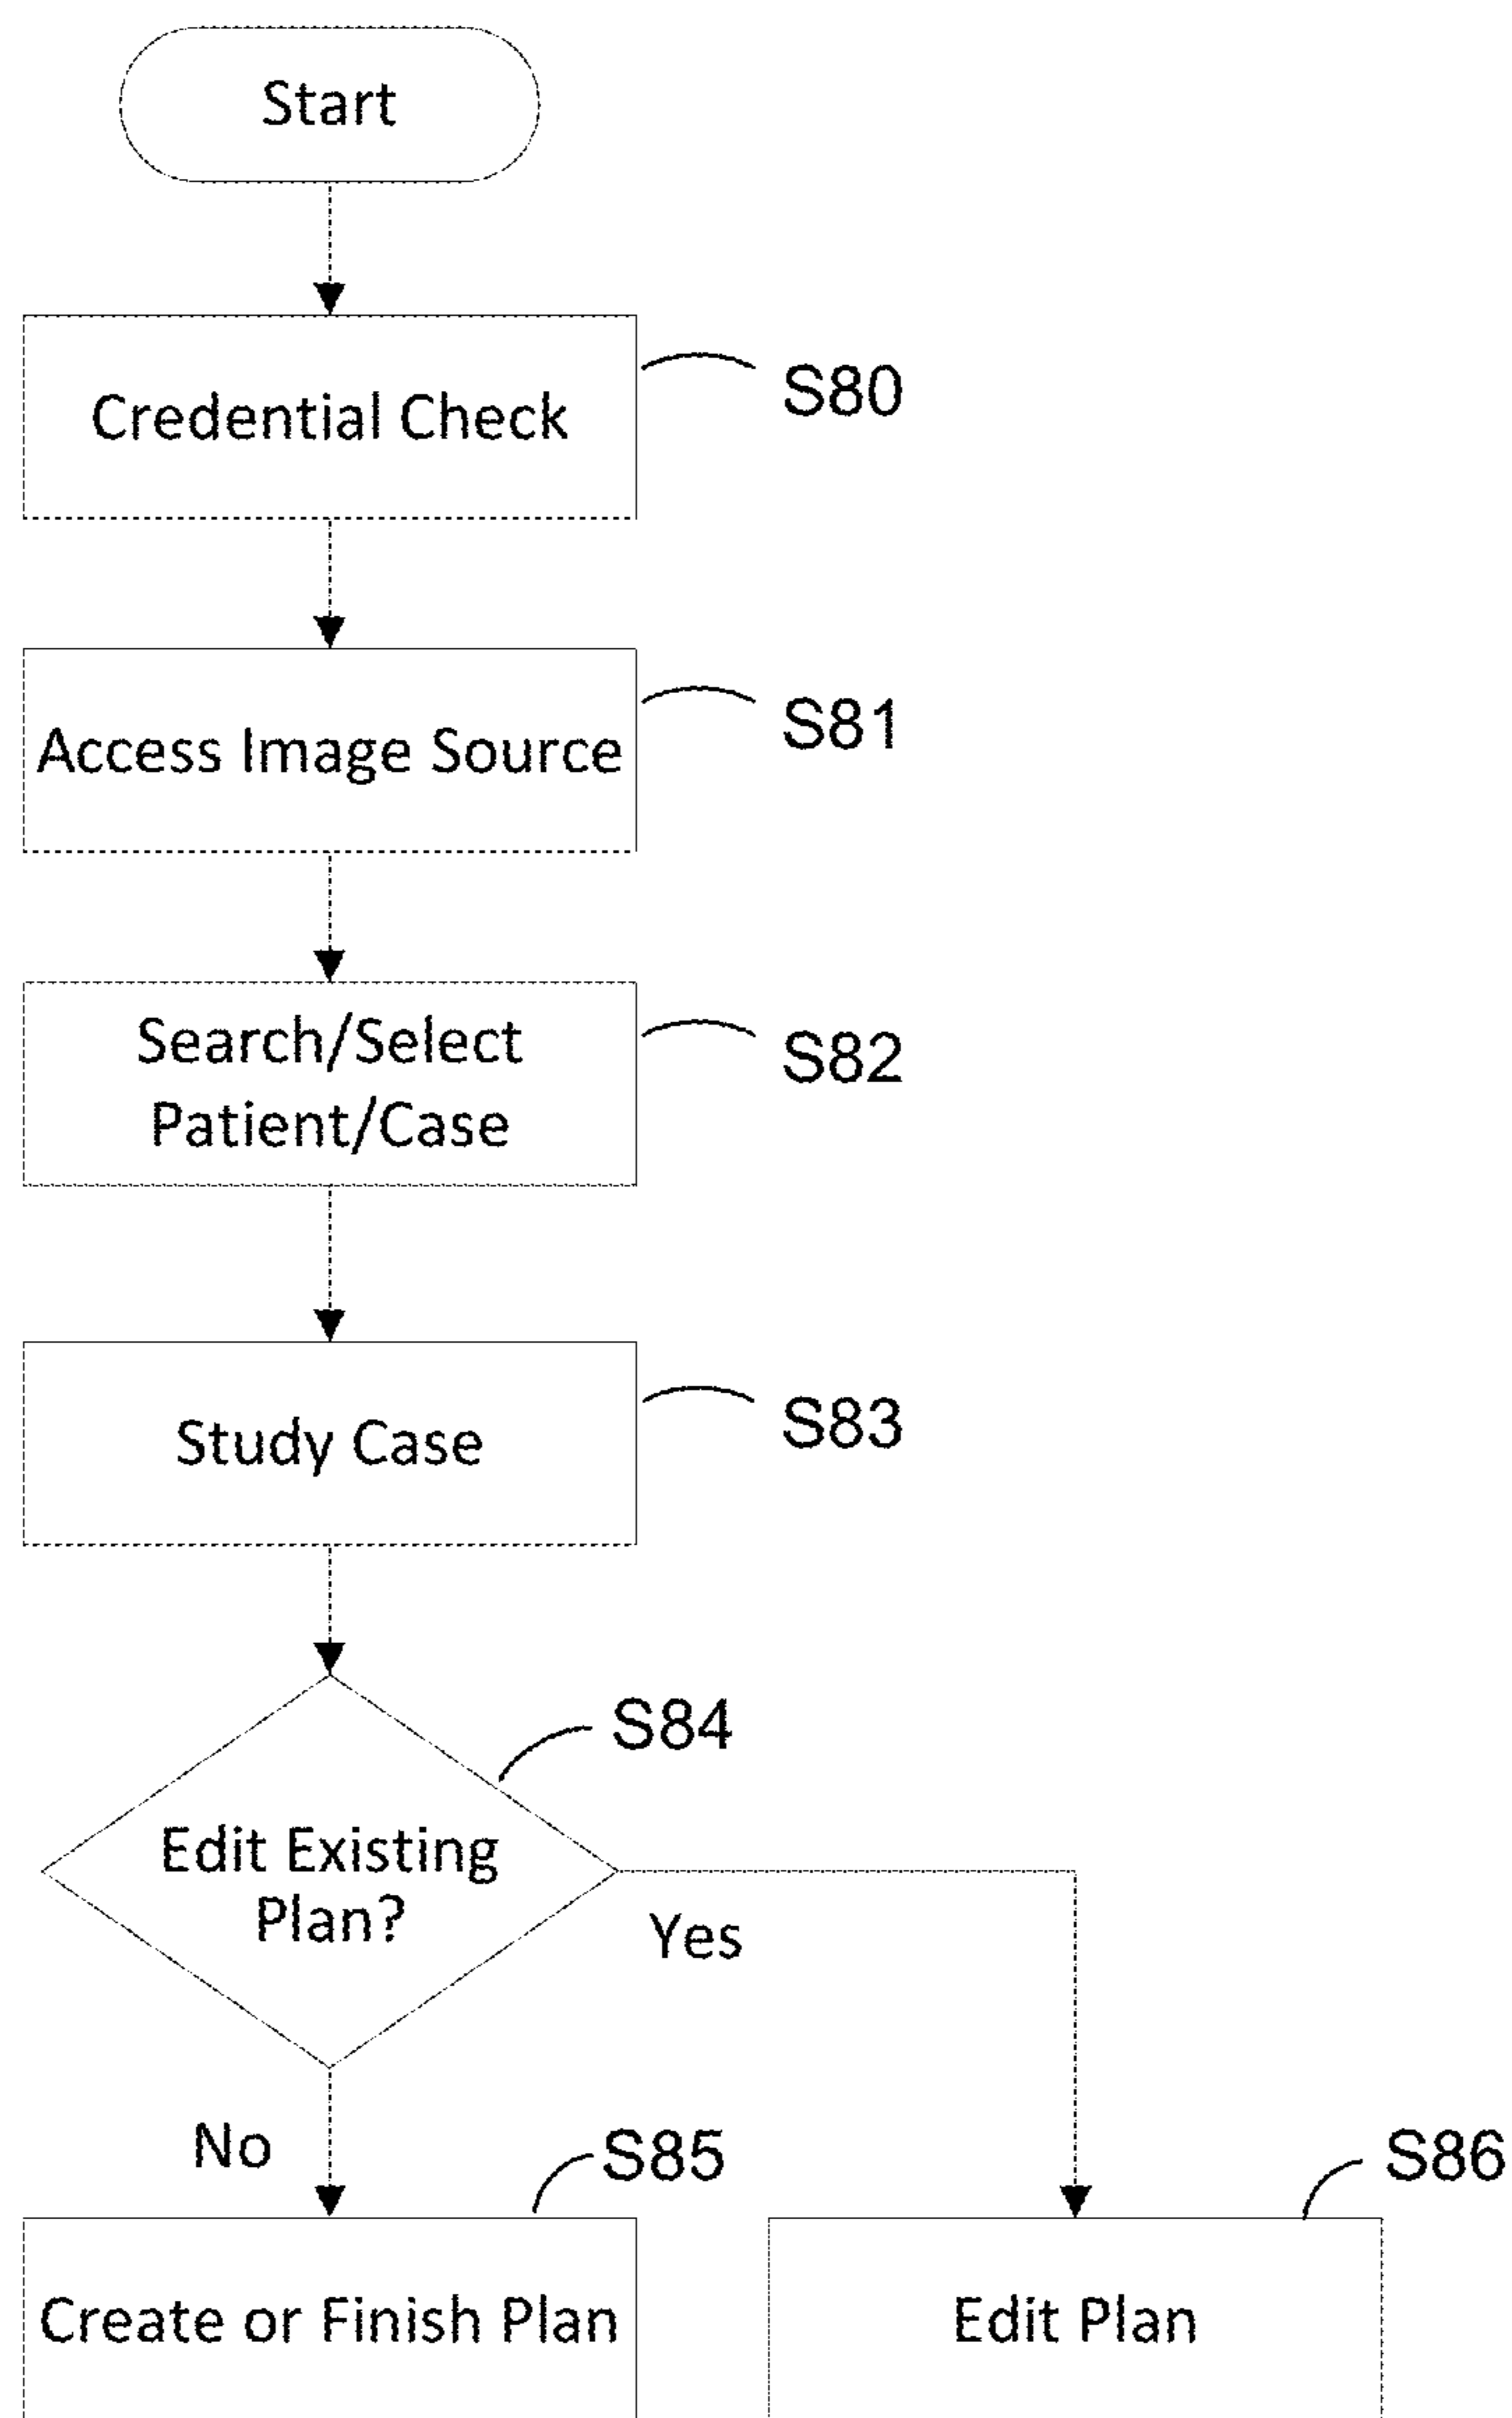 Start
Credential Check
S80
Access Image Source
S81
Search/Select
Patient/Case
S82
Study Case
S83
S84
Edit Existing
Plan?
Yes
No
S85
S86
Create or Finish Plan
Edit Plan